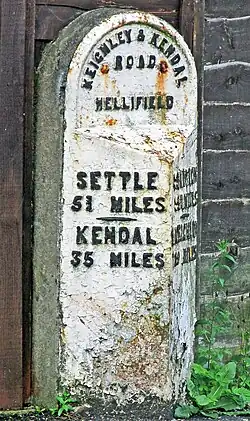 KEIGHLEY & KENDAL
ROAD
HELLIFIELD
SETTLE
5½ MILES
KENDAL
35 MILES